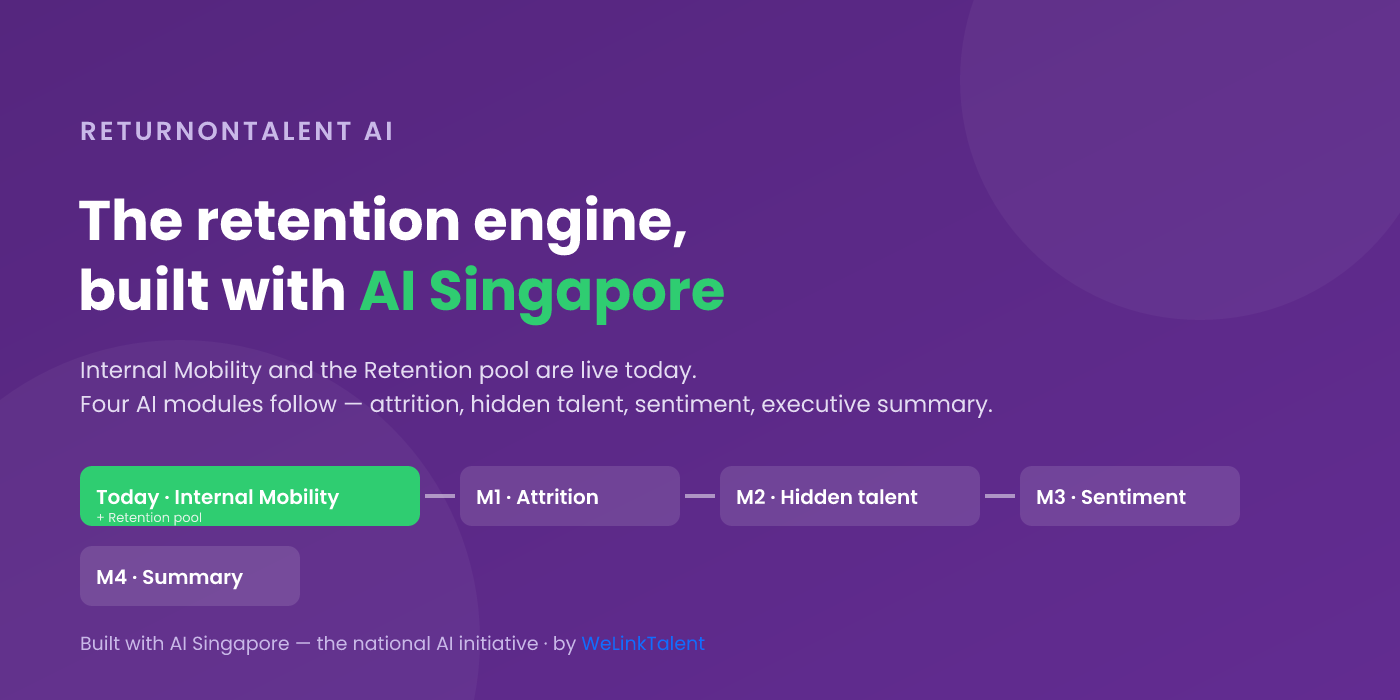 RETURNONTALENT AI
The retention engine,
built with AI Singapore
Internal Mobility and the Retention pool are live today.
Four AI modules follow — attrition, hidden talent, sentiment, executive summary.
Today · Internal Mobility
+ Retention pool
M1 · Attrition
M2 · Hidden talent
M3 · Sentiment
M4 · Summary
Built with AI Singapore — the national AI initiative · by WeLinkTalent